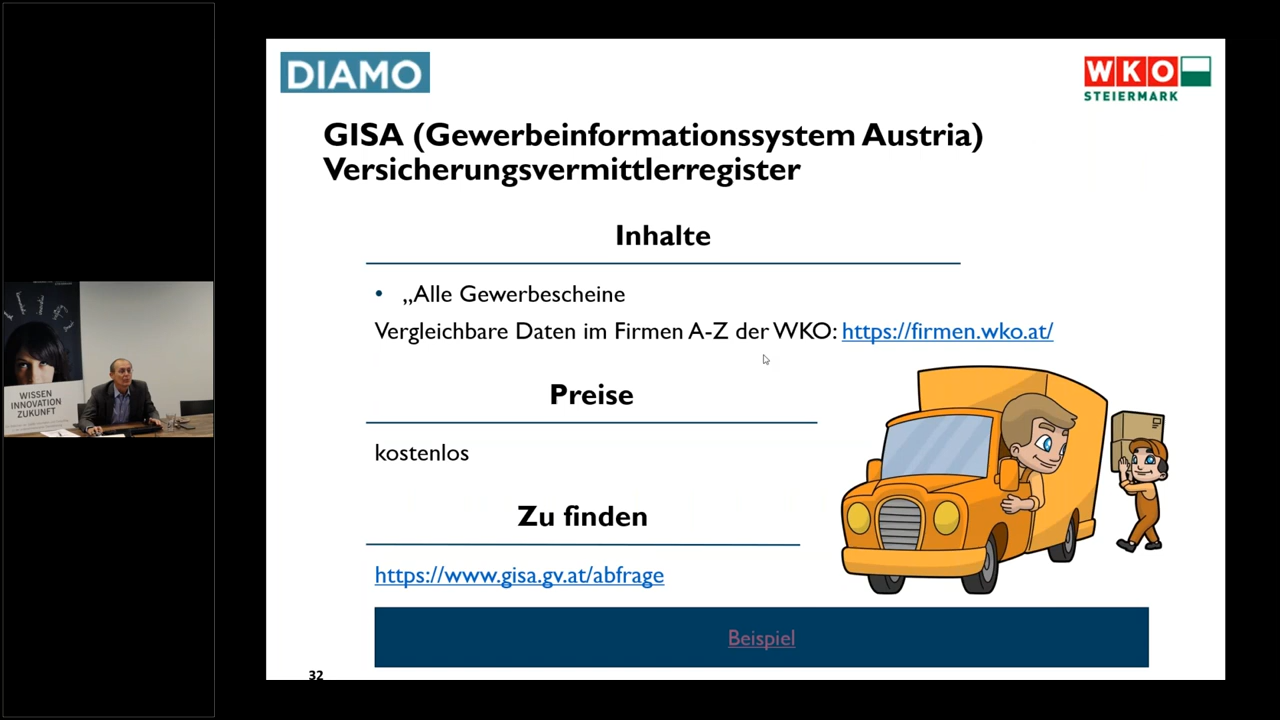 DIAMO
WKO
STEIERMARK
GISA (Gewerbeinformationssystem Austria)
Versicherungsvermittlerregister
Inhalte
• „Alle Gewerbescheine
Vergleichbare Daten im Firmen A-Z der WKO: https://firmen.wko.at/
Preise
kostenlos
Zu finden
https://www.gisa.gv.at/abfrage
Beispiel
32
WISSEN
INNOVATION
ZUKUNFT